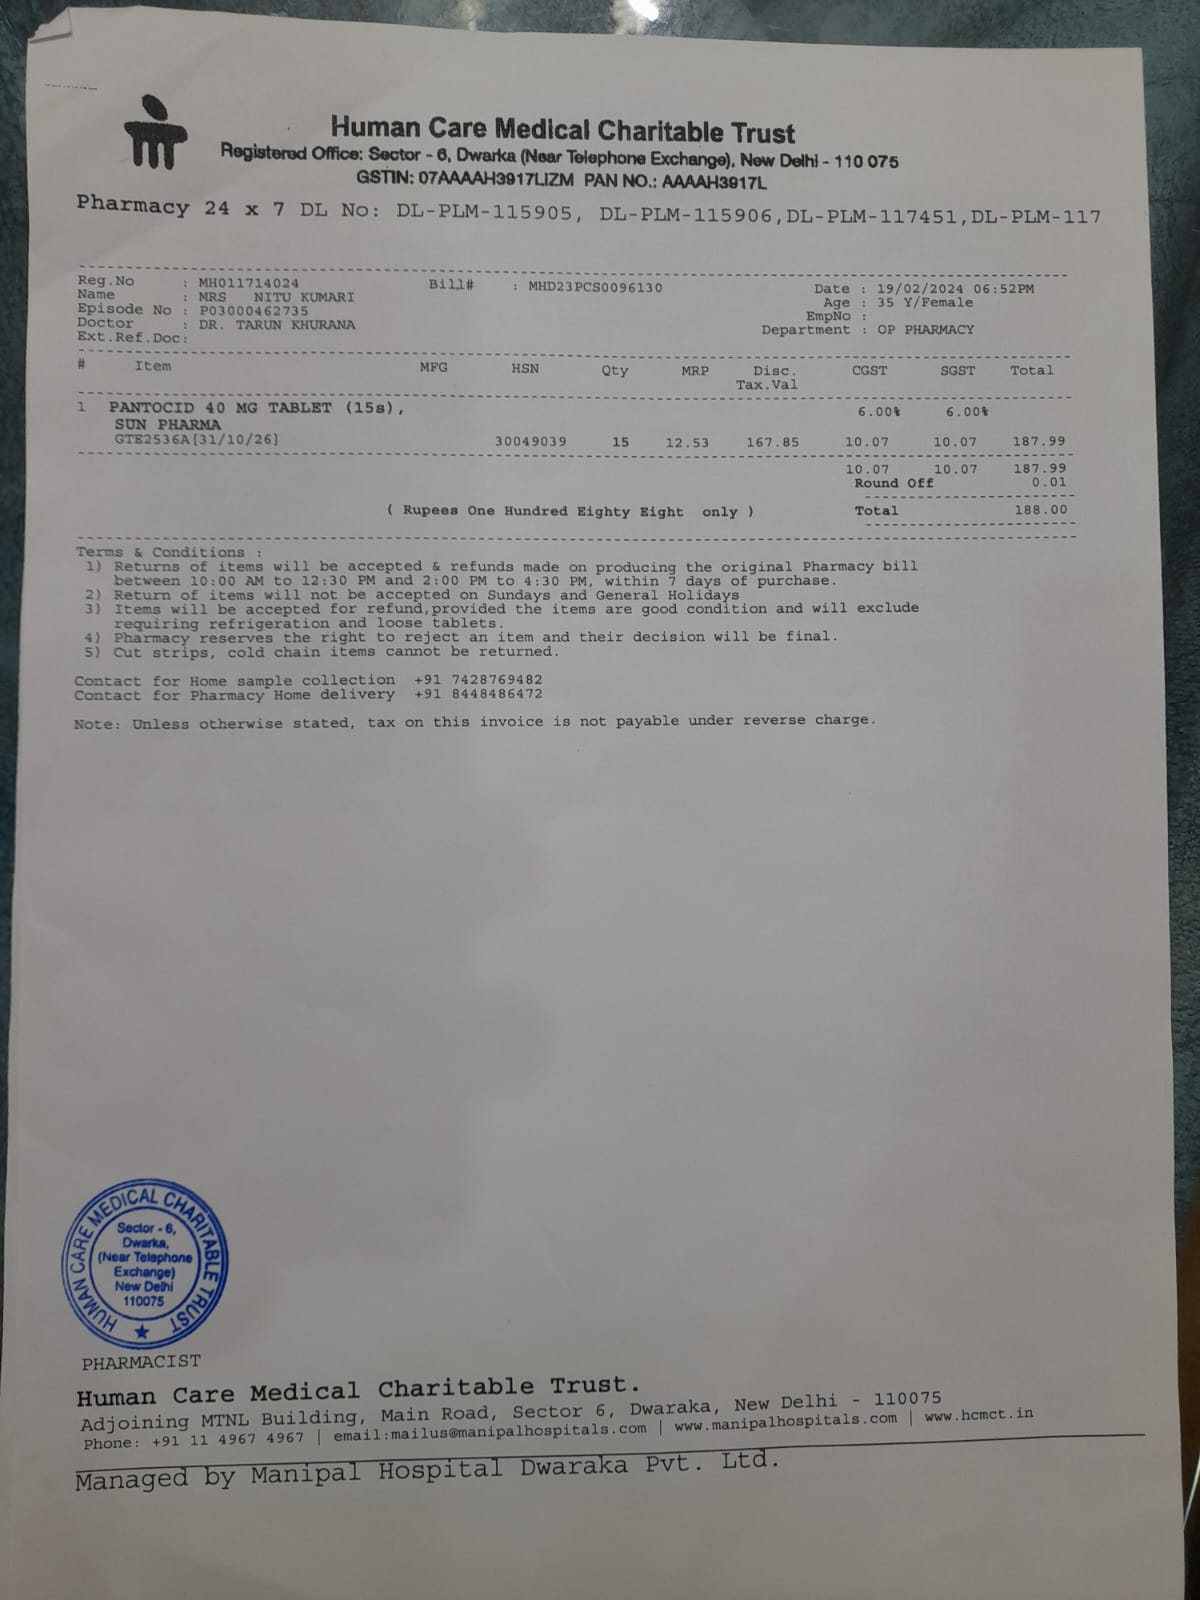 Human Care Medical Charitable Trust
Registered Office: Sector - 6, Dwarka (Near Telephone Exchange), New Delhi - 110 075
GSTIN: 07AAAAH3917LIZM PAN NO.: AAAAH3917L
Pharmacy 24 x 7 DL No: DL-PLM-115905, DL-PLM-115906,DL-PLM-117451,DL-PLM-117
Reg.No : MH011714024 Bill# : MHD23PCS0096130 Date : 19/02/2024 06:52PM
Name : MRS NITU KUMARI Age : 35 Y/Female
Episode No : P03000462735 EmpNo :
Doctor : DR. TARUN KHURANA Department : OP PHARMACY
Ext.Ref.Doc:
# Item MFG HSN Qty MRP Disc. CGST SGST Total
Tax.Val
1 PANTOCID 40 MG TABLET (15s), 6.00% 6.00%
SUN PHARMA
GTE2536A[31/10/26] 30049039 15 12.53 167.85 10.07 10.07 187.99
10.07 10.07 187.99
Round Off 0.01
( Rupees One Hundred Eighty Eight only ) Total 188.00
Terms & Conditions :
1) Returns of items will be accepted & refunds made on producing the original Pharmacy bill
between 10:00 AM to 12:30 PM and 2:00 PM to 4:30 PM, within 7 days of purchase.
2) Return of items will not be accepted on Sundays and General Holidays
3) Items will be accepted for refund,provided the items are good condition and will exclude
requiring refrigeration and loose tablets.
4) Pharmacy reserves the right to reject an item and their decision will be final.
5) Cut strips, cold chain items cannot be returned.
Contact for Home sample collection +91 7428769482
Contact for Pharmacy Home delivery +91 8448486472
Note: Unless otherwise stated, tax on this invoice is not payable under reverse charge.
HUMAN CARE MEDICAL CHARITABLE TRUST
Sector - 6,
Dwarka,
(Near Telephone
Exchange)
New Delhi
110075
PHARMACIST
Human Care Medical Charitable Trust.
Adjoining MTNL Building, Main Road, Sector 6, Dwaraka, New Delhi - 110075
Phone: +91 11 4967 4967 | email:mailus@manipalhospitals.com | www.manipalhospitals.com | www.hcmct.in
Managed by Manipal Hospital Dwaraka Pvt. Ltd.